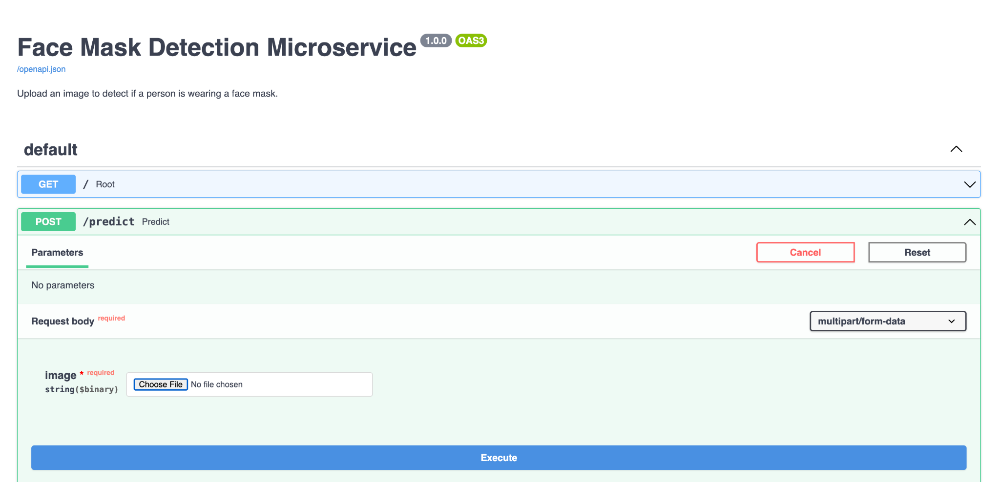 Face Mask Detection Microservice 1.0.0 OAS3
/openapi.json
Upload an image to detect if a person is wearing a face mask.
default
GET / Root
POST /predict Predict
Parameters Cancel Reset
No parameters
Request body required multipart/form-data
image * required
string($binary) Choose File No file chosen
Execute